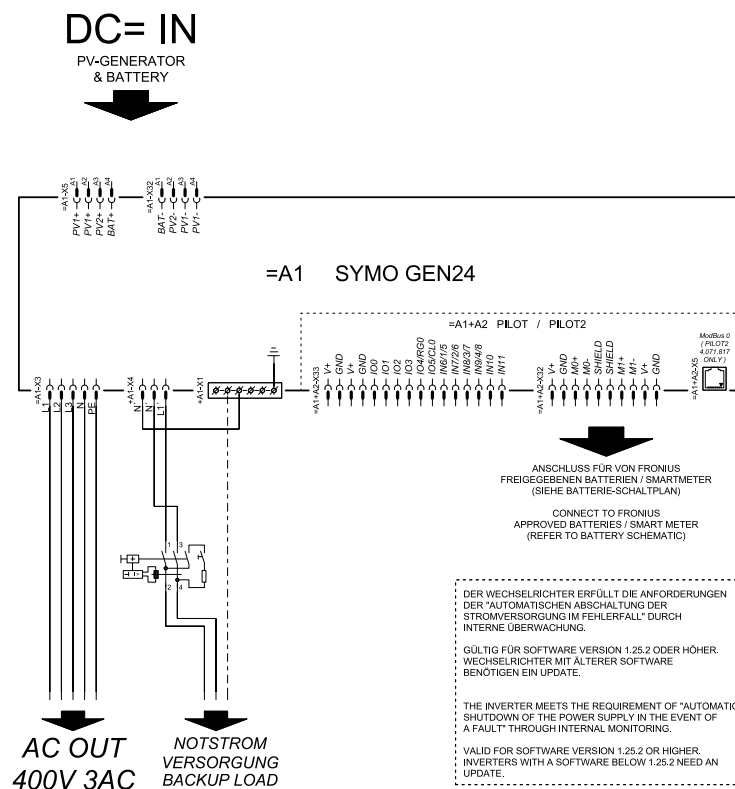 DC= IN
PV-GENERATOR
& BATTERY
=A1-X5
A1
A2
A3
A4
PV1+
PV1+
PV2+
BAT+
=A1-X32
A1
A2
A3
A4
BAT-
PV2-
PV1-
PV1-
=A1 SYMO GEN24
=A1+A2 PILOT / PILOT2
ModBus 0
( PILOT2
4,071,817
ONLY )
=A1-X3
L1
L2
L3
N
PE
+A1-X4
N´
N´
L1´
+A1-X1
=A1+A2-X33
V+
GND
V+
GND
IO0
IO1
IO2
IO3
IO4/RG0
IO5/CL0
IN6/1/5
IN7/2/6
IN8/3/7
IN9/4/8
IN10
IN11
=A1+A2-X32
V+
GND
M0+
M0-
SHIELD
SHIELD
M1+
M1-
V+
GND
=A1+A2-X5
ANSCHLUSS FÜR VON FRONIUS
FREIGEGEBENEN BATTERIEN / SMARTMETER
(SIEHE BATTERIE-SCHALTPLAN)
CONNECT TO FRONIUS
APPROVED BATTERIES / SMART METER
(REFER TO BATTERY SCHEMATIC)
1
3
2
4
DER WECHSELRICHTER ERFÜLLT DIE ANFORDERUNGEN
DER "AUTOMATISCHEN ABSCHALTUNG DER
STROMVERSORGUNG IM FEHLERFALL" DURCH
INTERNE ÜBERWACHUNG.
GÜLTIG FÜR SOFTWARE VERSION 1.25.2 ODER HÖHER.
WECHSELRICHTER MIT ÄLTERER SOFTWARE
BENÖTIGEN EIN UPDATE.
THE INVERTER MEETS THE REQUIREMENT OF "AUTOMATIC
SHUTDOWN OF THE POWER SUPPLY IN THE EVENT OF
A FAULT" THROUGH INTERNAL MONITORING.
VALID FOR SOFTWARE VERSION 1.25.2 OR HIGHER.
INVERTERS WITH A SOFTWARE BELOW 1.25.2 NEED AN
UPDATE.
AC OUT
400V 3AC
NOTSTROM
VERSORGUNG
BACKUP LOAD